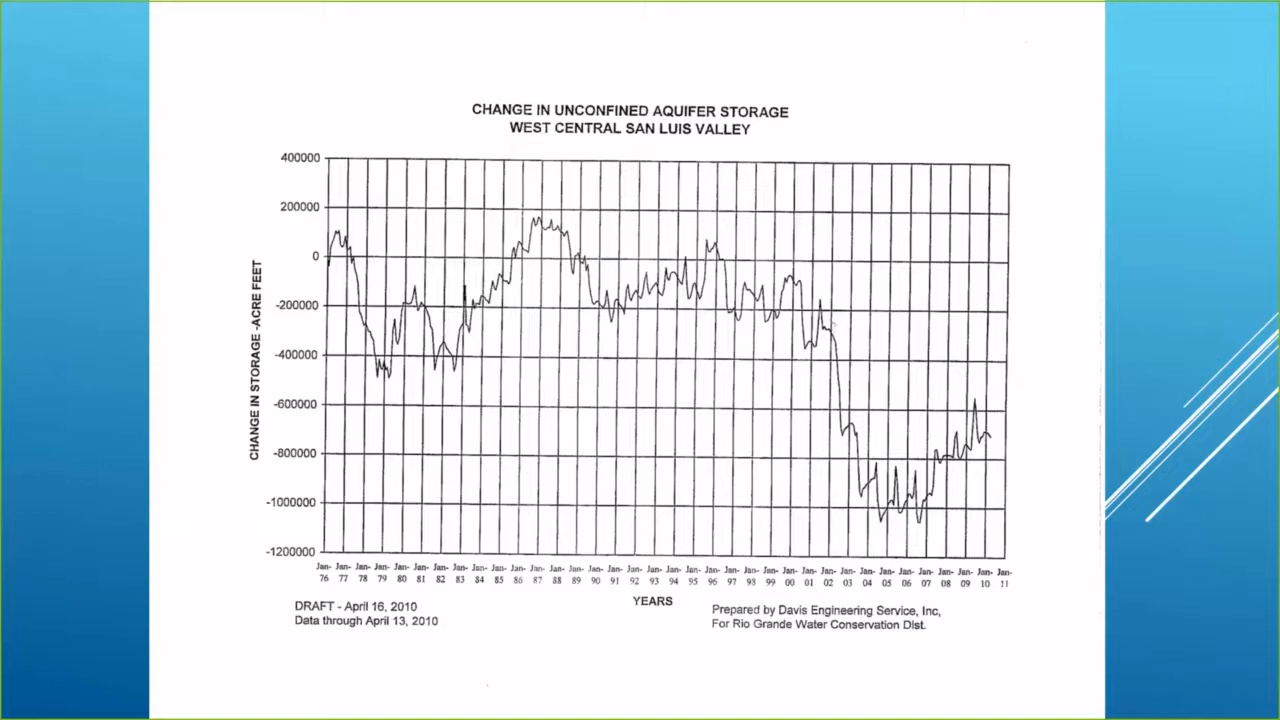 CHANGE IN UNCONFINED AQUIFER STORAGE
WEST CENTRAL SAN LUIS VALLEY
CHANGE IN STORAGE -ACRE FEET
400000
200000
0
-200000
-400000
-600000
-800000
-1000000
-1200000
Jan- Jan- Jan- Jan- Jan- Jan- Jan- Jan- Jan- Jan- Jan- Jan- Jan- Jan- Jan- Jan- Jan- Jan- Jan- Jan- Jan- Jan- Jan- Jan- Jan- Jan- Jan- Jan- Jan- Jan- Jan- Jan- Jan- Jan- Jan- Jan-
76 77 78 79 80 81 82 83 84 85 86 87 88 89 90 91 92 93 94 95 96 97 98 99 00 01 02 03 04 05 06 07 08 09 10 11
YEARS
DRAFT - April 16, 2010
Data through April 13, 2010
Prepared by Davis Engineering Service, Inc,
For Rio Grande Water Conservation Dist.